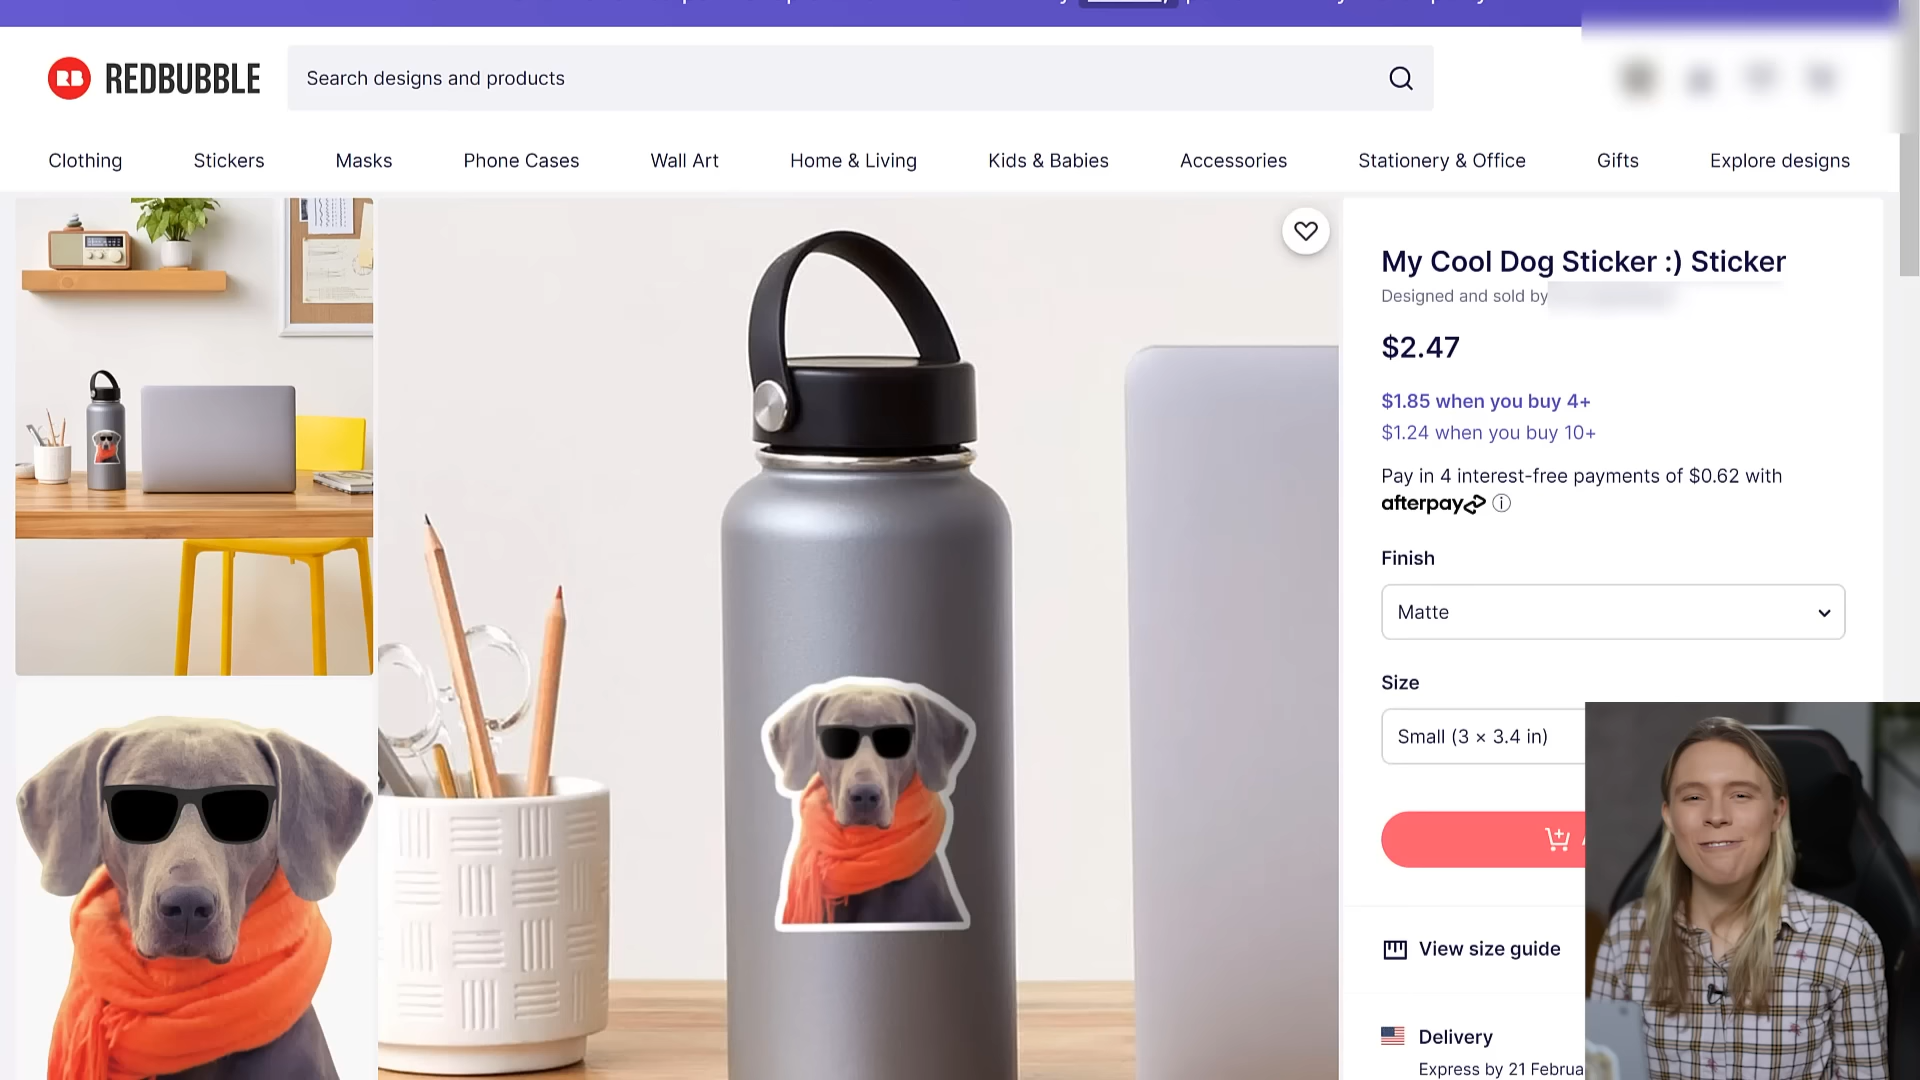 RB REDBUBBLE
Search designs and products
Clothing
Stickers
Masks
Phone Cases
Wall Art
Home & Living
Kids & Babies
Accessories
Stationery & Office
Gifts
Explore designs
My Cool Dog Sticker :) Sticker
Designed and sold by
$2.47
$1.85 when you buy 4+
$1.24 when you buy 10+
Pay in 4 interest-free payments of $0.62 with
afterpay
Finish
Matte
Size
Small (3 × 3.4 in)
View size guide
Delivery
Express by 21 Februa